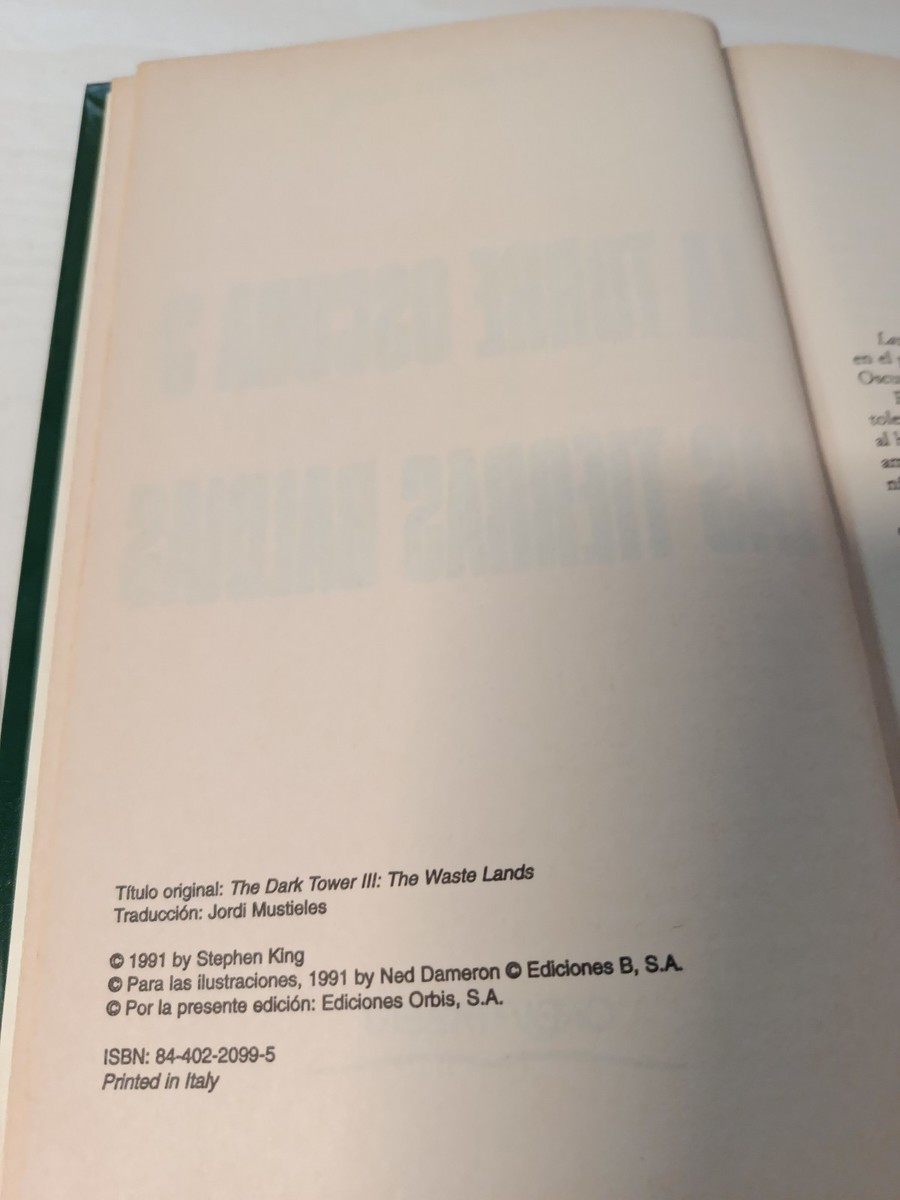 Título original: The Dark Tower III: The Waste Lands
Traducción: Jordi Mustieles
© 1991 by Stephen King
© Para las ilustraciones, 1991 by Ned Dameron © Ediciones B, S.A.
© Por la presente edición: Ediciones Orbis, S.A.
ISBN: 84-402-2099-5
Printed in Italy
en el